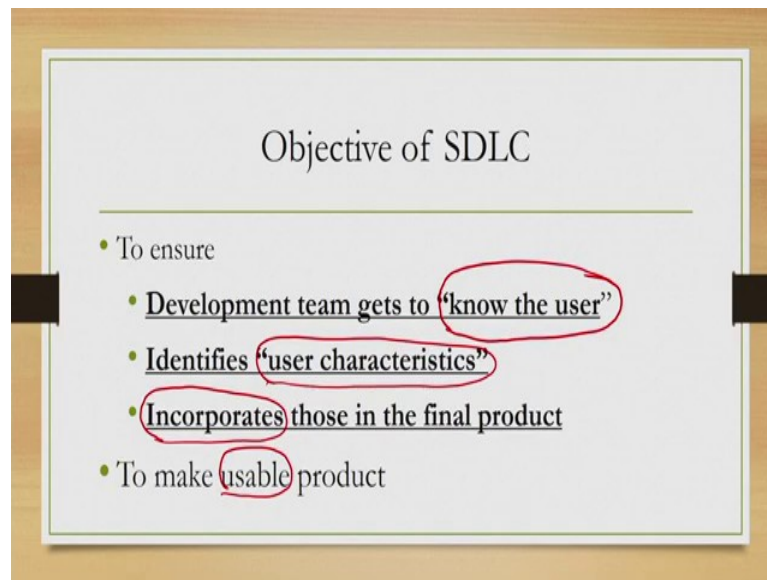 Objective of SDLC
• To ensure
• Development team gets to “know the user”
• Identifies “user characteristics”
• Incorporates those in the final product
• To make usable product